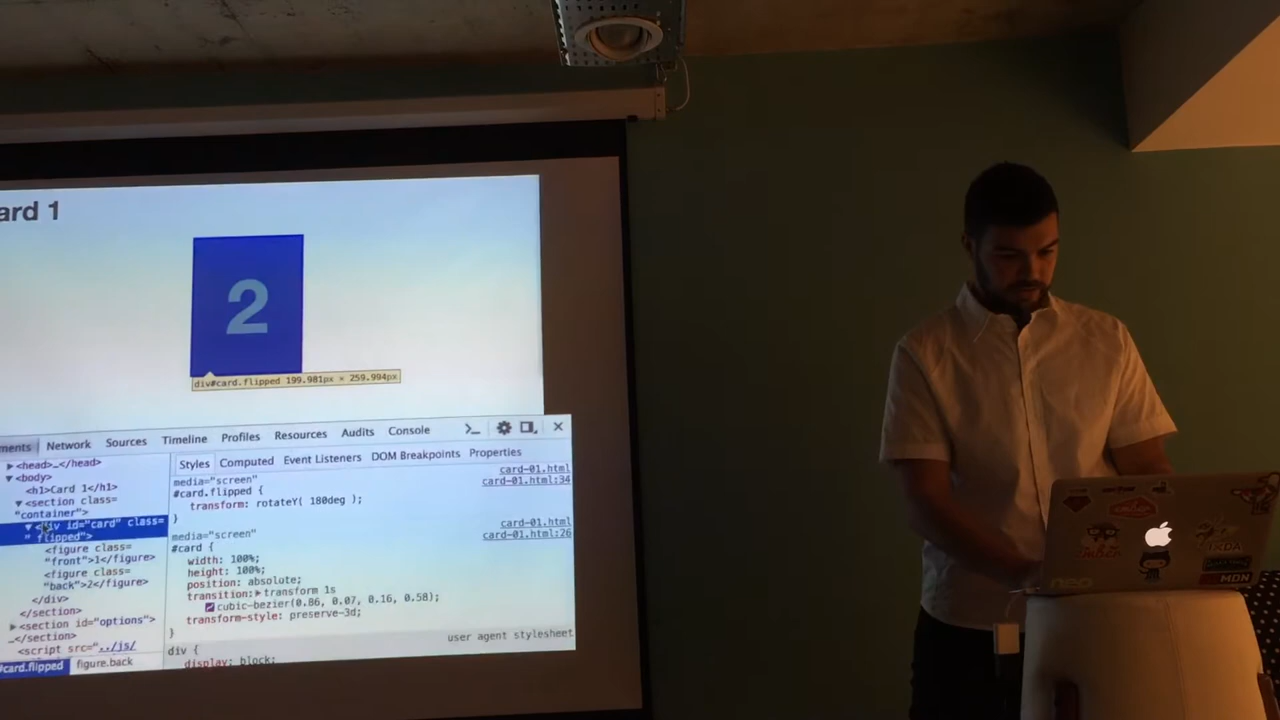 ard 1
2
div#card.flipped 199.981px × 259.994px
ments Network Sources Timeline Profiles Resources Audits Console
<head>…</head>
<body>
<h1>Card 1</h1>
<section class=
"container">
<div id="card" class=
" flipped">
<figure class=
"front">1</figure>
<figure class=
"back">2</figure>
</div>
</section>
<section id="options">
…</section>
<script src="../js/
#card.flipped figure.back
Styles Computed Event Listeners DOM Breakpoints Properties
media="screen" card-01.html
#card.flipped { card-01.html:34
transform: rotateY( 180deg );
}
media="screen" card-01.html
#card { card-01.html:26
width: 100%;
height: 100%;
position: absolute;
transition: transform 1s
cubic-bezier(0.86, 0.07, 0.16, 0.58);
transform-style: preserve-3d;
}
user agent stylesheet
div {
display: block;
ember
TXDA
neo
MDN